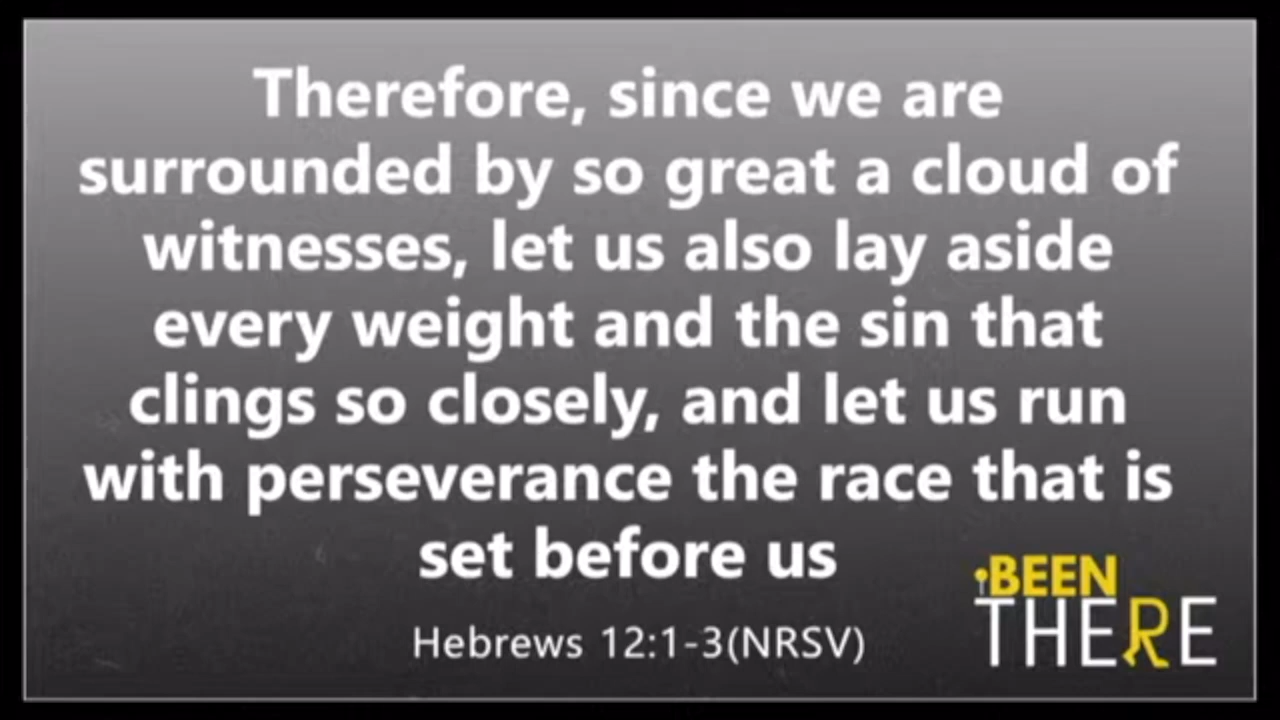 Therefore, since we are
surrounded by so great a cloud of
witnesses, let us also lay aside
every weight and the sin that
clings so closely, and let us run
with perseverance the race that is
set before us
Hebrews 12:1-3(NRSV)
BEEN
THERE